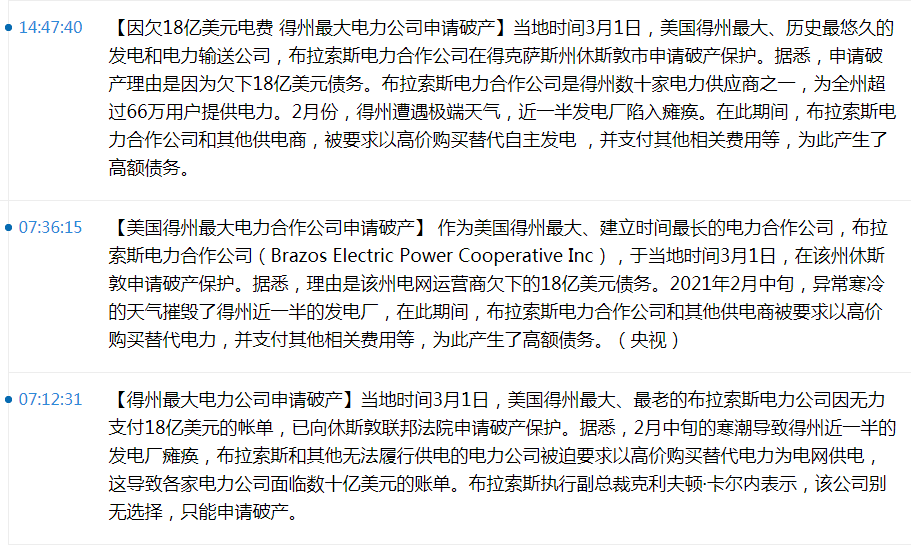 14:47:40
【因欠18亿美元电费 得州最大电力公司申请破产】当地时间3月1日，美国得州最大、历史最悠久的
发电和电力输送公司，布拉索斯电力合作公司在得克萨斯州休斯敦市申请破产保护。据悉，申请破
产理由是因为欠下18亿美元债务。布拉索斯电力合作公司是得州数十家电力供应商之一，为全州超
过66万用户提供电力。2月份，得州遭遇极端天气，近一半发电厂陷入瘫痪。在此期间，布拉索斯电
力合作公司和其他供电商，被要求以高价购买替代自主发电 ，并支付其他相关费用等，为此产生了
高额债务。
07:36:15
【美国得州最大电力合作公司申请破产】 作为美国得州最大、建立时间最长的电力合作公司，布拉
索斯电力合作公司（Brazos Electric Power Cooperative Inc），于当地时间3月1日，在该州休斯
敦申请破产保护。据悉，理由是该州电网运营商欠下的18亿美元债务。2021年2月中旬，异常寒冷
的天气摧毁了得州近一半的发电厂，在此期间，布拉索斯电力合作公司和其他供电商被要求以高价
购买替代电力，并支付其他相关费用等，为此产生了高额债务。（央视）
07:12:31
【得州最大电力公司申请破产】当地时间3月1日，美国得州最大、最老的布拉索斯电力公司因无力
支付18亿美元的帐单，已向休斯敦联邦法院申请破产保护。据悉，2月中旬的寒潮导致得州近一半的
发电厂瘫痪，布拉索斯和其他无法履行供电的电力公司被迫要求以高价购买替代电力为电网供电，
这导致各家电力公司面临数十亿美元的账单。布拉索斯执行副总裁克利夫顿·卡尔内表示，该公司别
无选择，只能申请破产。